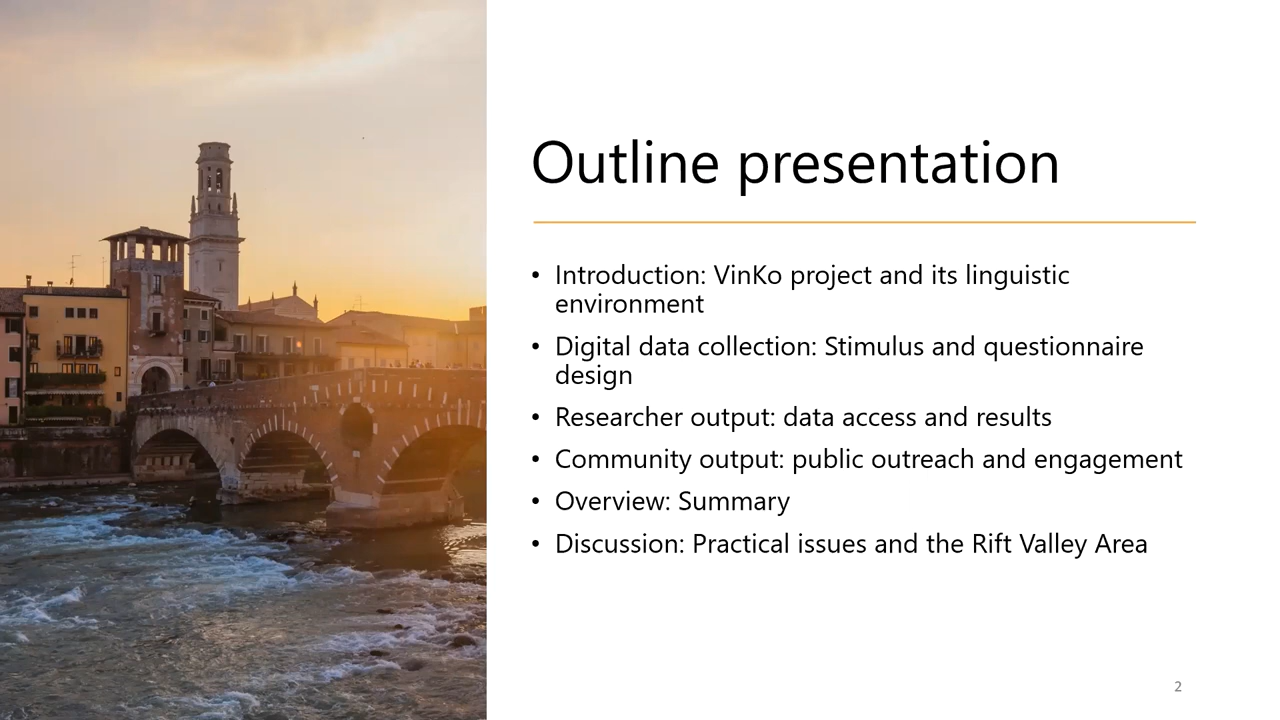 Outline presentation
• Introduction: VinKo project and its linguistic
environment
• Digital data collection: Stimulus and questionnaire
design
• Researcher output: data access and results
• Community output: public outreach and engagement
• Overview: Summary
• Discussion: Practical issues and the Rift Valley Area
2